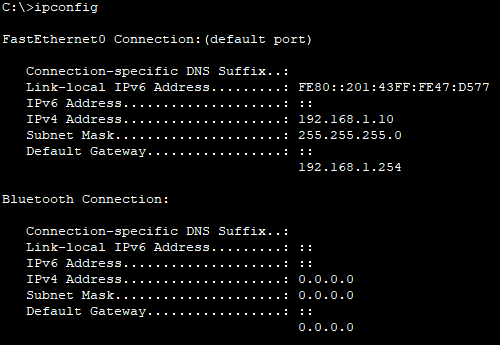 C:\>ipconfig
FastEthernet0 Connection:(default port)
Connection-specific DNS Suffix..:
Link-local IPv6 Address.........: FE80::201:43FF:FE47:D577
IPv6 Address....................: ::
IPv4 Address....................: 192.168.1.10
Subnet Mask.....................: 255.255.255.0
Default Gateway.................: ::
192.168.1.254
Bluetooth Connection:
Connection-specific DNS Suffix..:
Link-local IPv6 Address.........: ::
IPv6 Address....................: ::
IPv4 Address....................: 0.0.0.0
Subnet Mask.....................: 0.0.0.0
Default Gateway.................: ::
0.0.0.0